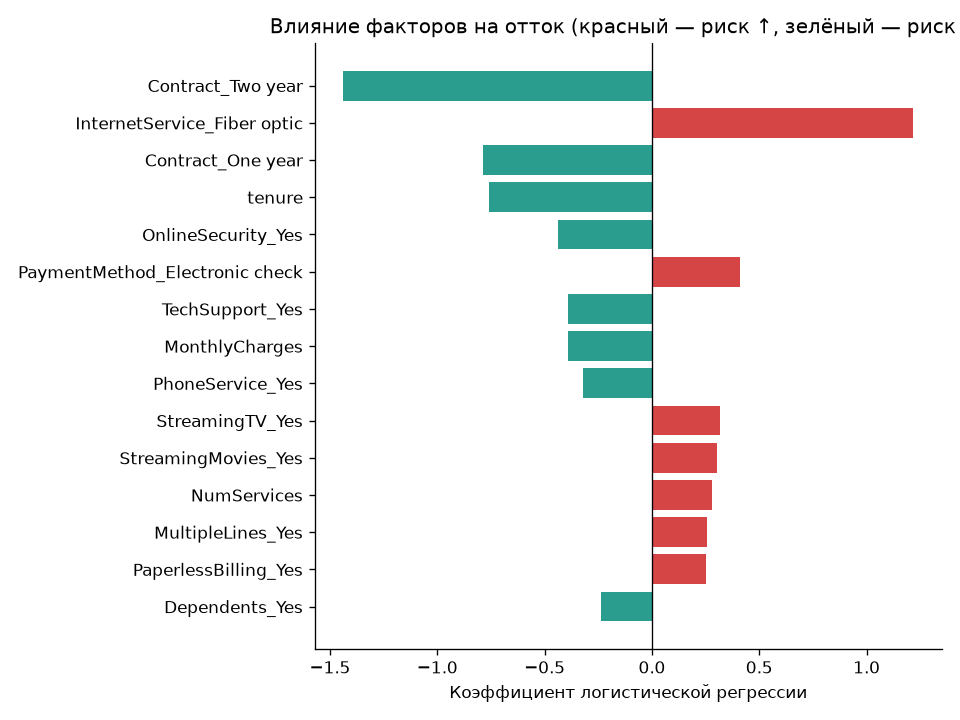 Влияние факторов на отток (красный — риск ↑, зелёный — риск
Contract_Two year
InternetService_Fiber optic
Contract_One year
tenure
OnlineSecurity_Yes
PaymentMethod_Electronic check
TechSupport_Yes
MonthlyCharges
PhoneService_Yes
StreamingTV_Yes
StreamingMovies_Yes
NumServices
MultipleLines_Yes
PaperlessBilling_Yes
Dependents_Yes
−1.5 −1.0 −0.5 0.0 0.5 1.0
Коэффициент логистической регрессии